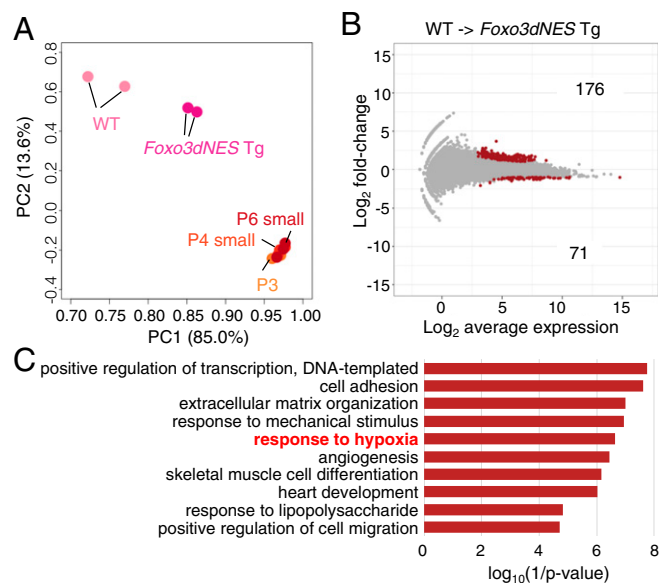 A
PC2 (13.6%)
0.8
0.6
0.4
0.2
0.0
-0.2
-0.4
WT
Foxo3dNES Tg
P6 small
P4 small
P3
0.70 0.75 0.80 0.85 0.90 0.95 1.00
PC1 (85.0%)
B
WT -> Foxo3dNES Tg
Log2 fold-change
15
10
5
0
-5
-10
-15
176
71
0 5 10 15
Log2 average expression
C
positive regulation of transcription, DNA-templated
cell adhesion
extracellular matrix organization
response to mechanical stimulus
response to hypoxia
angiogenesis
skeletal muscle cell differentiation
heart development
response to lipopolysaccharide
positive regulation of cell migration
0 2 4 6 8
log10(1/p-value)